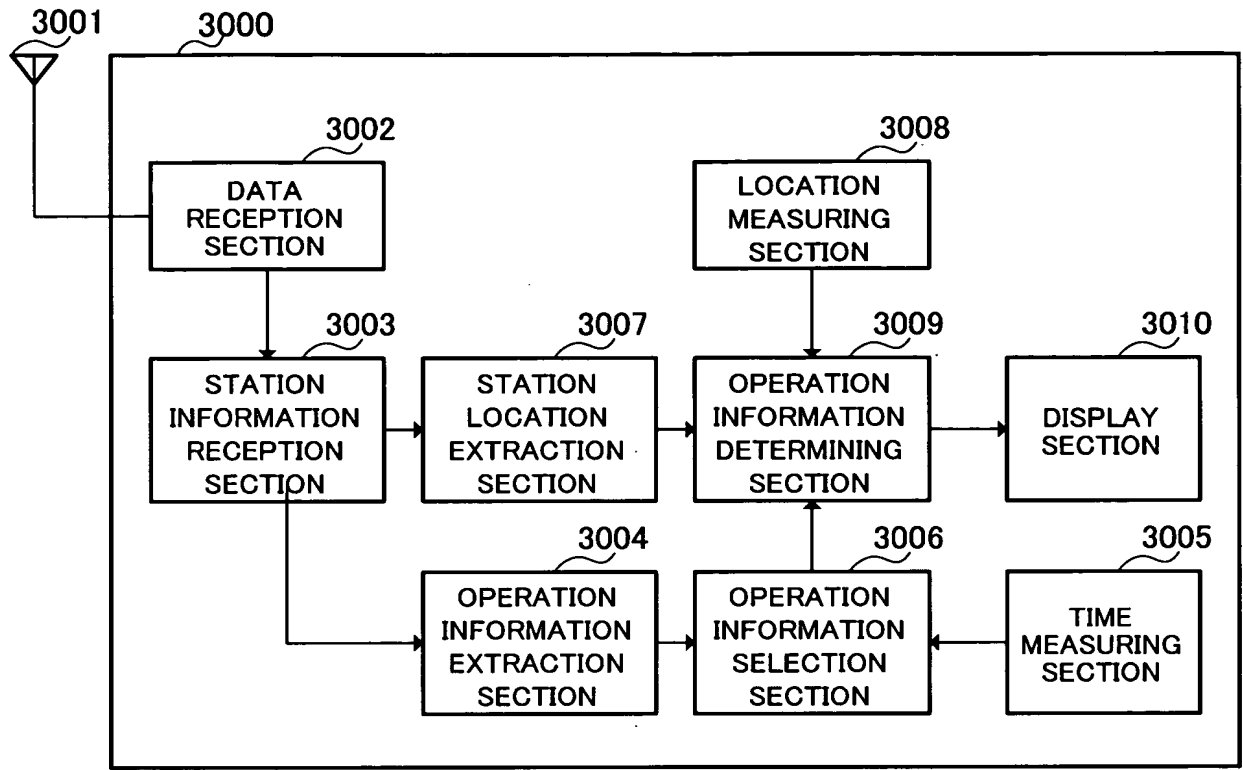 3001
3000
3002
DATA
RECEPTION
SECTION
3008
LOCATION
MEASURING
SECTION
3003
STATION
INFORMATION
RECEPTION
SECTION
3007
STATION
LOCATION
EXTRACTION
SECTION
3009
OPERATION
INFORMATION
DETERMINING
SECTION
3010
DISPLAY
SECTION
3004
OPERATION
INFORMATION
EXTRACTION
SECTION
3006
OPERATION
INFORMATION
SELECTION
SECTION
3005
TIME
MEASURING
SECTION